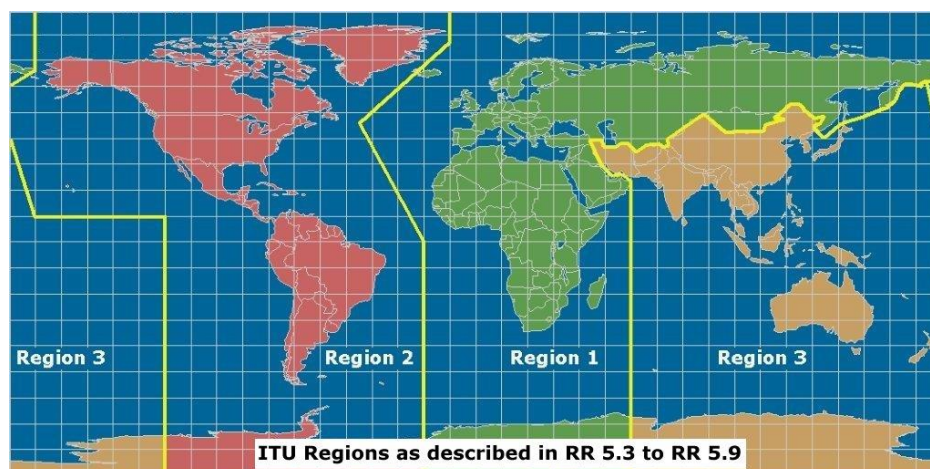 Region 3
Region 2
Region 1
Region 3
ITU Regions as described in RR 5.3 to RR 5.9